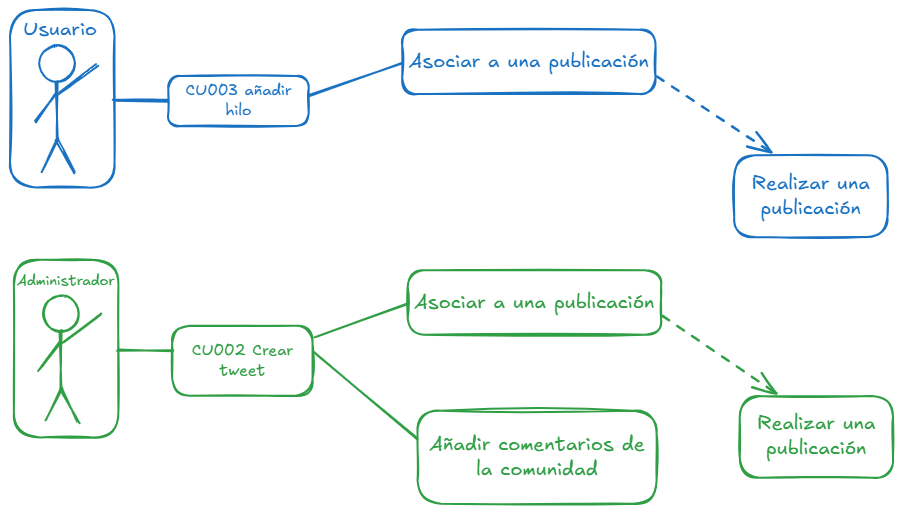 Usuario
CU003 añadir
hilo
Asociar a una publicación
Realizar una
publicación
Administrador
CU002 Crear
tweet
Asociar a una publicación
Añadir comentarios de
la comunidad
Realizar una
publicación